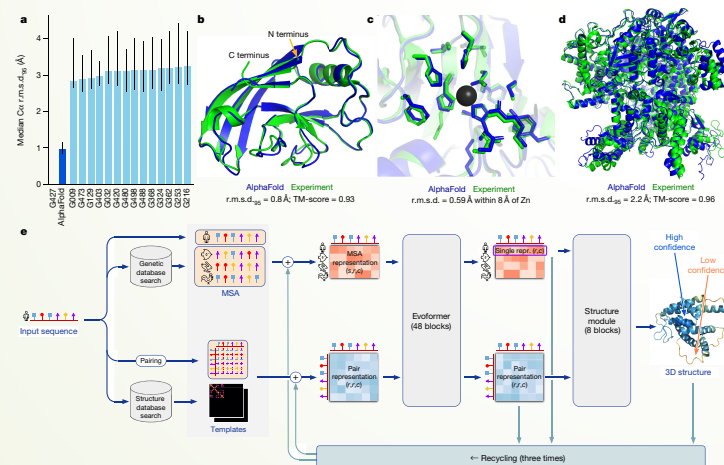 a
b
c
d
Median Cα r.m.s.d.95 (Å)
4
3
2
1
0
G427
AlphaFold
G009
G473
G129
G403
G032
G420
G480
G498
G488
G368
G324
G362
G253
G216
N terminus
C terminus
AlphaFold Experiment
r.m.s.d.95 = 0.8 Å; TM-score = 0.93
AlphaFold Experiment
r.m.s.d. = 0.59 Å within 8 Å of Zn
AlphaFold Experiment
r.m.s.d.95 = 2.2 Å; TM-score = 0.96
e
Input sequence
Genetic
database
search
MSA
Pairing
Structure
database
search
Templates
+
+
MSA
representation
(s,r,c)
Pair
representation
(r,r,c)
Evoformer
(48 blocks)
Single repr. (r,c)
Pair
representation
(r,r,c)
Structure
module
(8 blocks)
High
confidence
Low
confidenc
3D structure
← Recycling (three times)